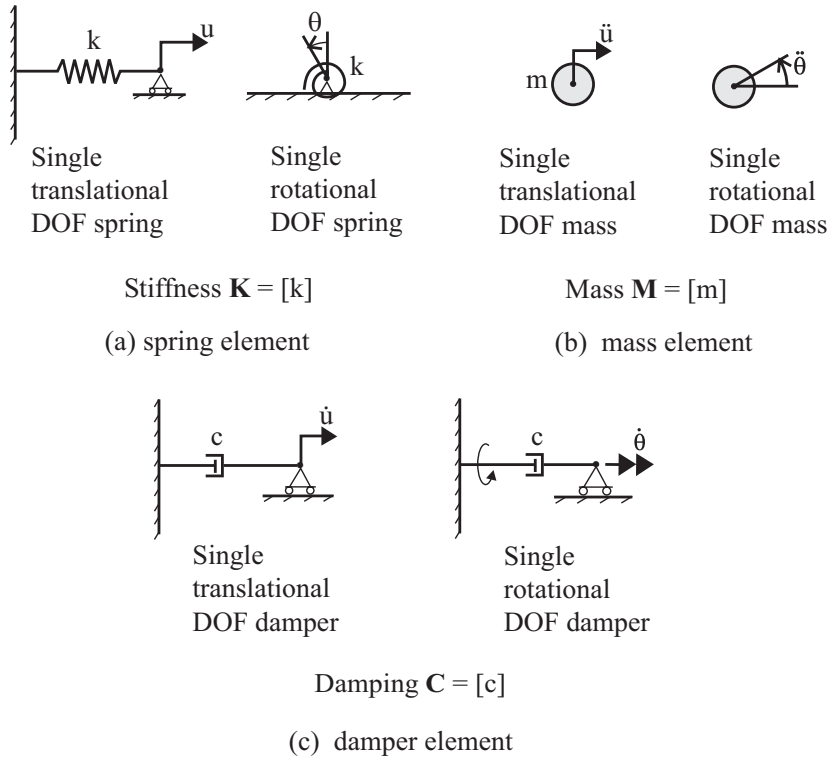 k
u
θ
k
m
ü
θ̈
Single
translational
DOF spring
Single
rotational
DOF spring
Single
translational
DOF mass
Single
rotational
DOF mass
Stiffness K = [k]
Mass M = [m]
(a) spring element
(b) mass element
c
u̇
c
θ̇
Single
translational
DOF damper
Single
rotational
DOF damper
Damping C = [c]
(c) damper element